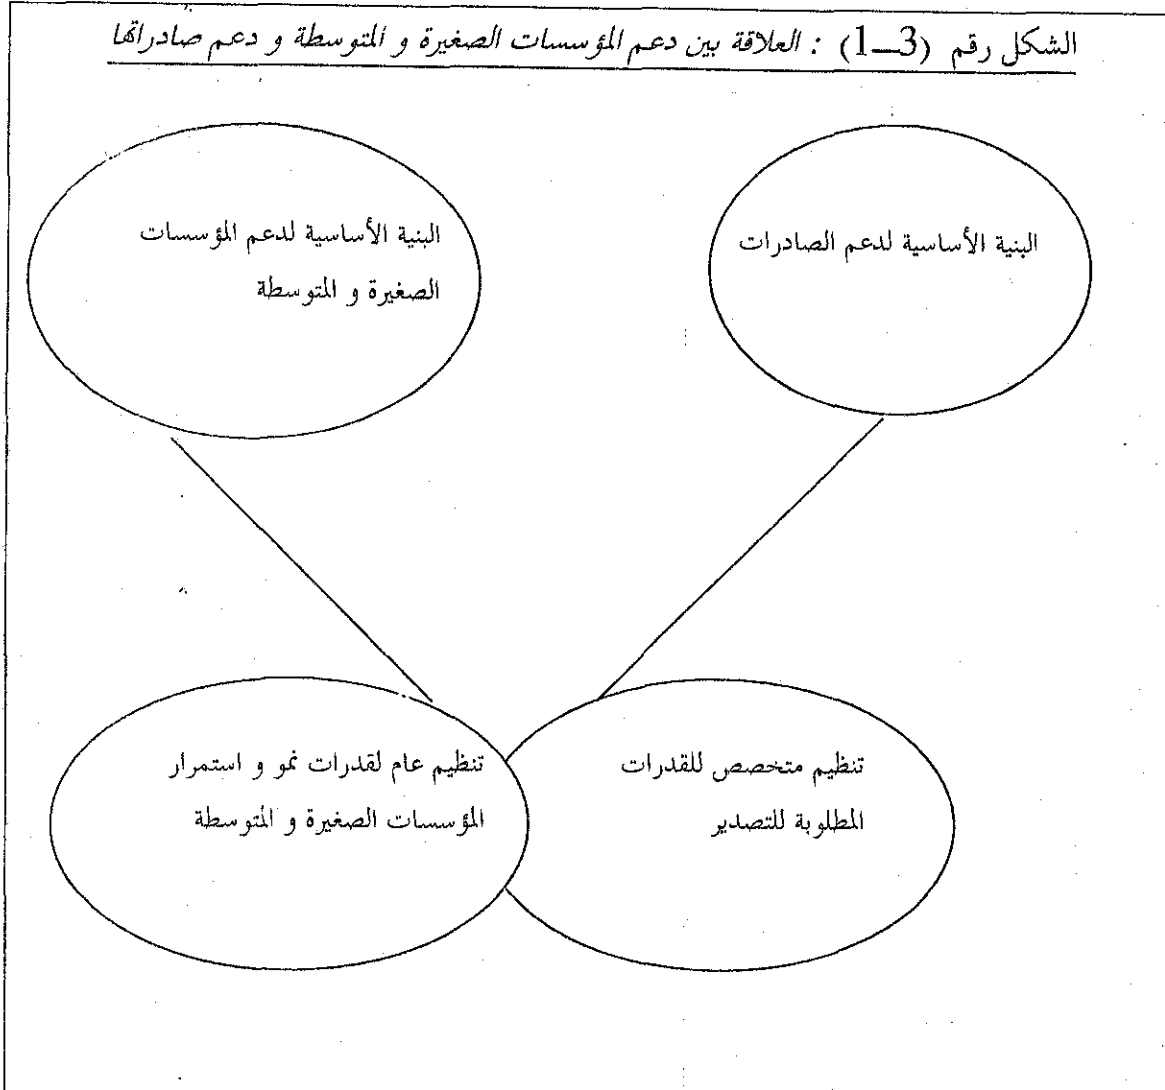 الشكل رقم (3–1) : العلاقة بين دعم المؤسسات الصغيرة و المتوسطة و دعم صادراتها
البنية الأساسية لدعم الصادرات
البنية الأساسية لدعم المؤسسات
الصغيرة و المتوسطة
تنظيم متخصص للقدرات
المطلوبة للتصدير
تنظيم عام لقدرات نمو و استمرار
المؤسسات الصغيرة و المتوسطة